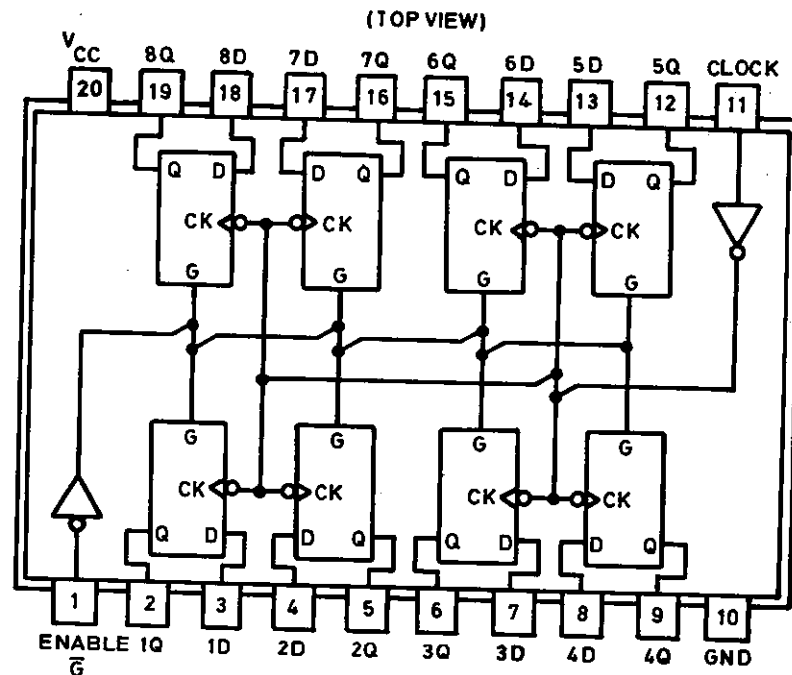 (TOP VIEW)
VCC 8Q 8D 7D 7Q 6Q 6D 5D 5Q CLOCK
20 19 18 17 16 15 14 13 12 11
Q D D Q Q D D Q
CK CK CK CK
G G G G
G G G G
CK CK CK CK
Q D D Q Q D D Q
1 2 3 4 5 6 7 8 9 10
ENABLE 1Q 1D 2D 2Q 3Q 3D 4D 4Q GND
G̅